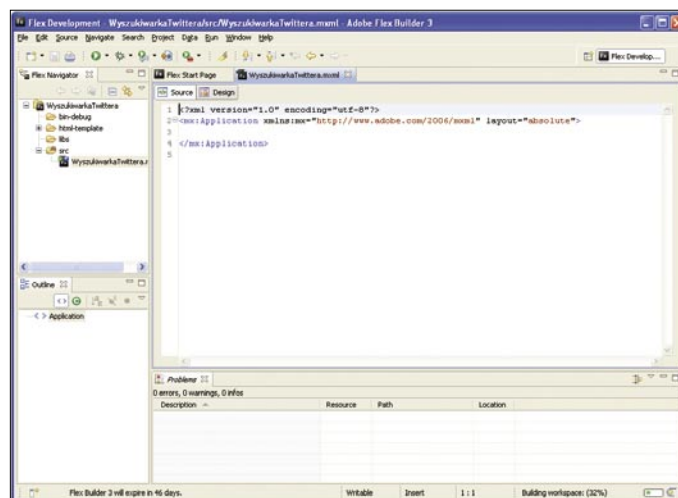 Flex Development - WyszukiwarkaTwittera/src/WyszukiwarkaTwittera.mxml - Adobe Flex Builder 3
File Edit Source Navigate Search Project Data Run Window Help
Flex Develop...
Flex Navigator
WyszukiwarkaTwittera
bin-debug
html-template
libs
src
WyszukiwarkaTwittera.r
Flex Start Page WyszukiwarkaTwittera.mxml
Source Design
1 <?xml version="1.0" encoding="utf-8"?>
2 <mx:Application xmlns:mx="http://www.adobe.com/2006/mxml" layout="absolute">
3
4 </mx:Application>
5
Outline
Application
Problems
0 errors, 0 warnings, 0 infos
Description Resource Path Location
Flex Builder 3 will expire in 46 days. Writable Insert 1 : 1 Building workspace: (32%)